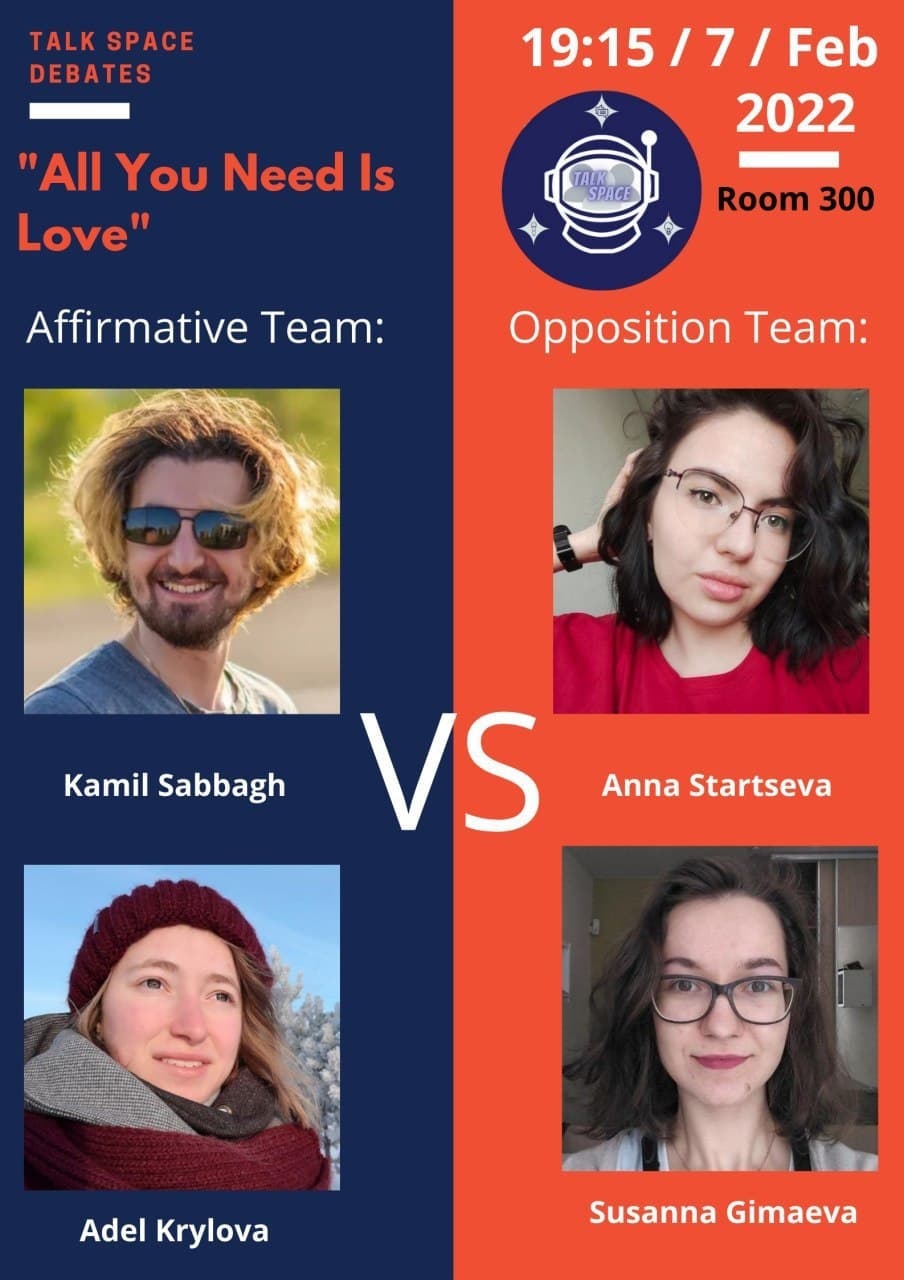 TALK SPACE
DEBATES
"All You Need Is
Love"
19:15 / 7 / Feb
2022
Room 300
TALK
SPACE
Affirmative Team:
Opposition Team:
VS
Kamil Sabbagh
Anna Startseva
Adel Krylova
Susanna Gimaeva